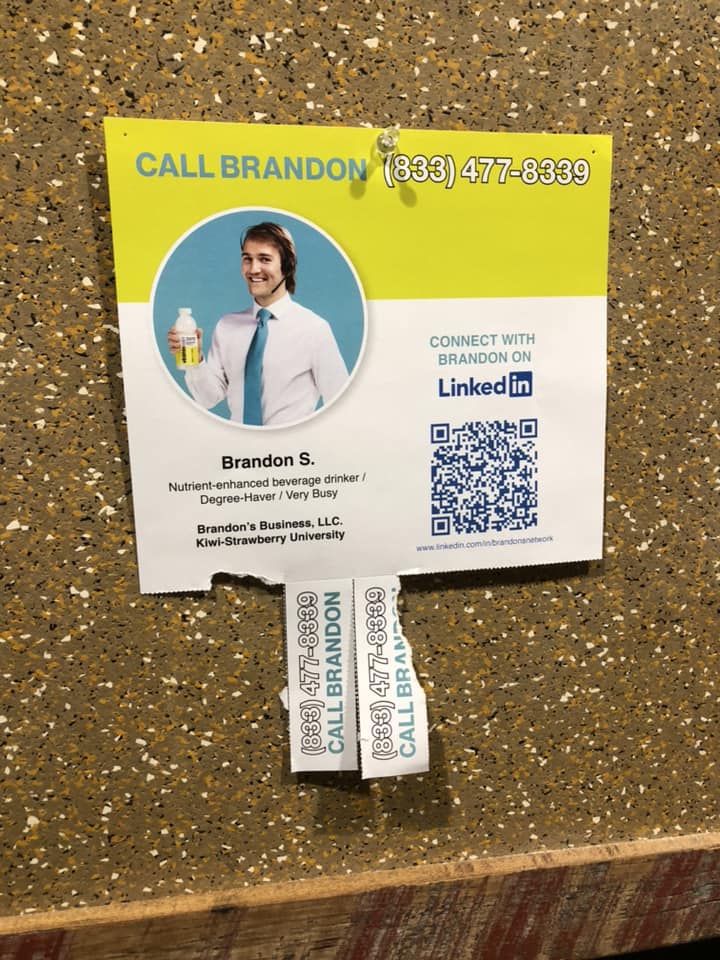 CALL BRANDON (833) 477-8339
CONNECT WITH
BRANDON ON
Linkedin
Brandon S.
Nutrient-enhanced beverage drinker /
Degree-Haver / Very Busy
Brandon's Business, LLC.
Kiwi-Strawberry University
www.linkedin.com/in/brandonsnetwork
(833) 477-8339
CALL BRANDON
(833) 477-8339
CALL BRAND